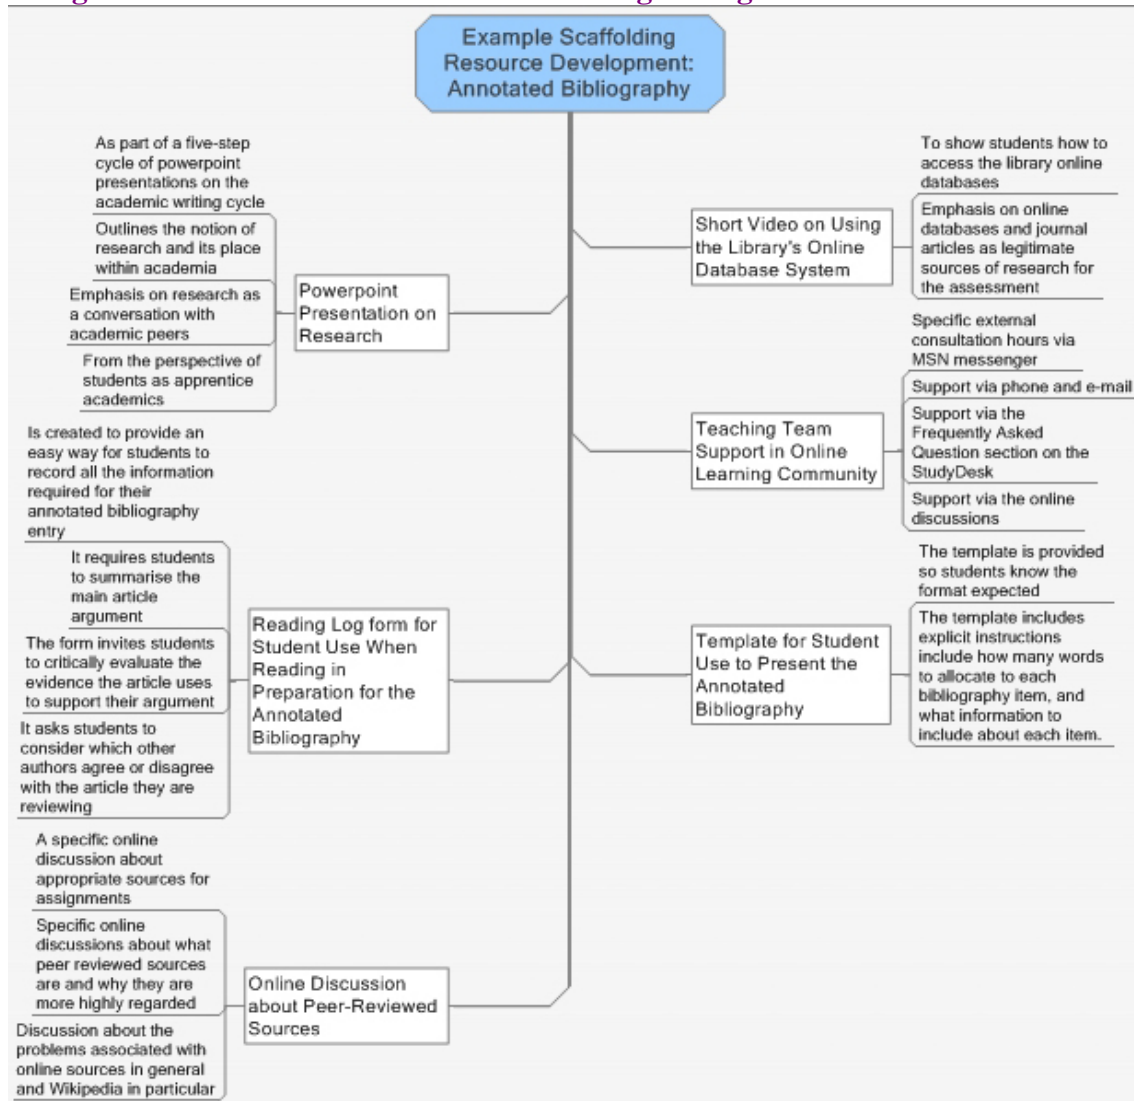 Example Scaffolding
Resource Development:
Annotated Bibliography
As part of a five-step
cycle of powerpoint
presentations on the
academic writing cycle
Outlines the notion of
research and its place
within academia
Emphasis on research as
a conversation with
academic peers
From the perspective of
students as apprentice
academics
Powerpoint
Presentation on
Research
Is created to provide an
easy way for students to
record all the information
required for their
annotated bibliography
entry
It requires students
to summarise the
main article
argument
The form invites students
to critically evaluate the
evidence the article uses
to support their argument
It asks students to
consider which other
authors agree or disagree
with the article they are
reviewing
Reading Log form for
Student Use When
Reading in
Preparation for the
Annotated
Bibliography
A specific online
discussion about
appropriate sources for
assignments
Specific online
discussions about what
peer reviewed sources
are and why they are
more highly regarded
Discussion about the
problems associated with
online sources in general
and Wikipedia in particular
Online Discussion
about Peer-Reviewed
Sources
Short Video on Using
the Library's Online
Database System
To show students how to
access the library online
databases
Emphasis on online
databases and journal
articles as legitimate
sources of research for
the assessment
Teaching Team
Support in Online
Learning Community
Specific external
consultation hours via
MSN messenger
Support via phone and e-mail
Support via the
Frequently Asked
Question section on the
StudyDesk
Support via the online
discussions
Template for Student
Use to Present the
Annotated
Bibliography
The template is provided
so students know the
format expected
The template includes
explicit instructions
include how many words
to allocate to each
bibliography item, and
what information to
include about each item.